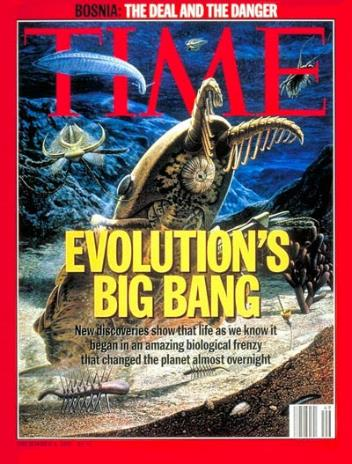 BOSNIA: THE DEAL AND THE DANGER
TIME
EVOLUTION'S
BIG BANG
New discoveries show that life as we know it
began in an amazing biological frenzy
that changed the planet almost overnight